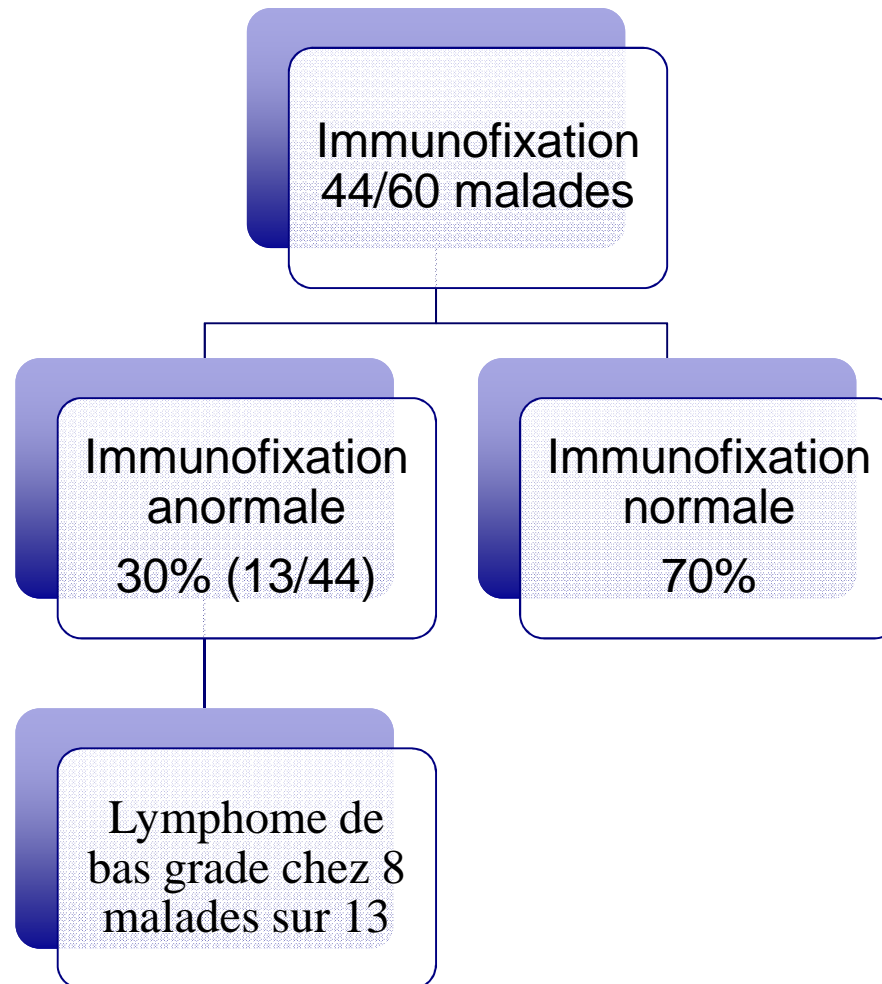 Immunofixation
44/60 malades
Immunofixation
anormale
30% (13/44)
Immunofixation
normale
70%
Lymphome de
bas grade chez 8
malades sur 13